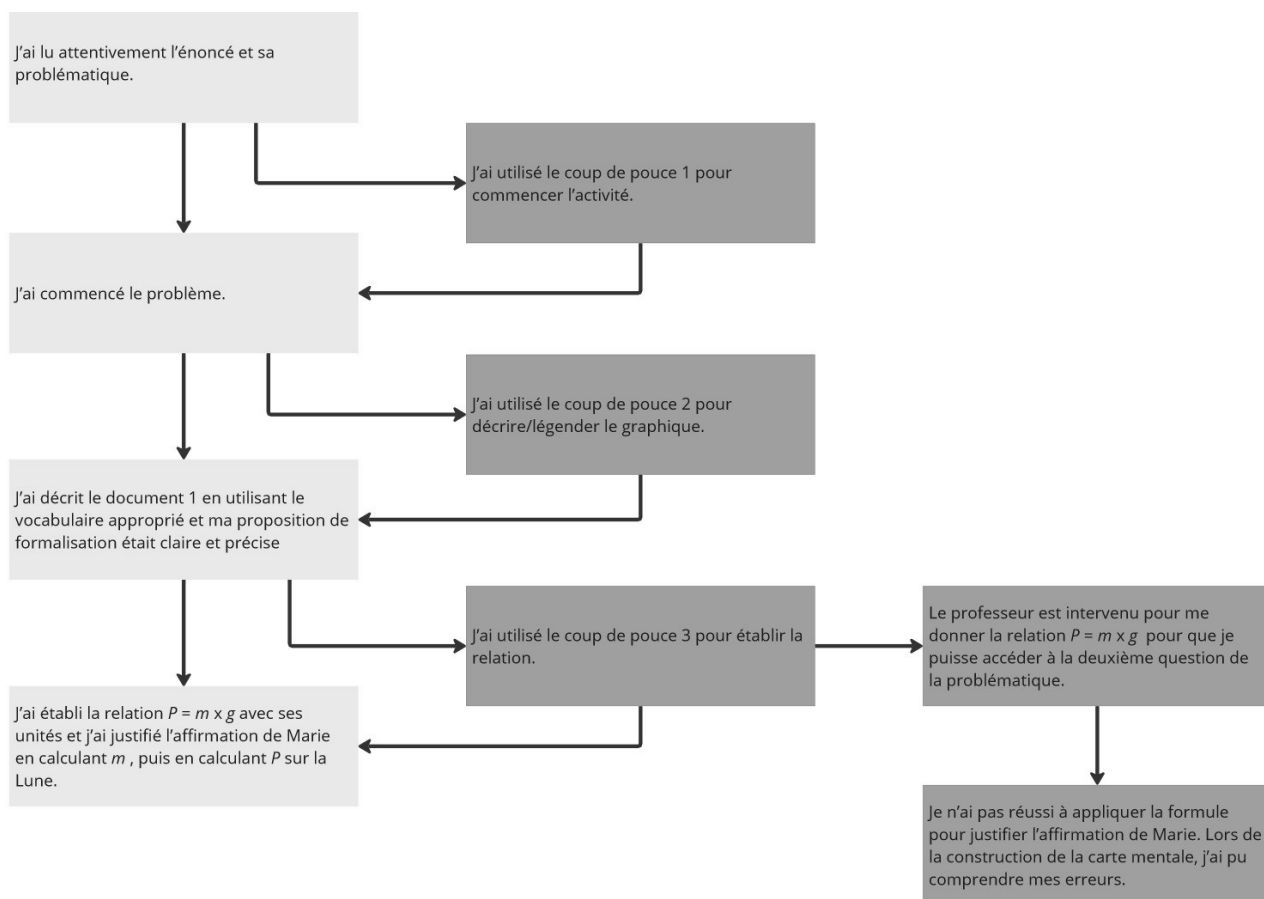 J’ai lu attentivement l’énoncé et sa
problématique.
J’ai utilisé le coup de pouce 1 pour
commencer l’activité.
J’ai commencé le problème.
J’ai utilisé le coup de pouce 2 pour
décrire/légender le graphique.
J’ai décrit le document 1 en utilisant le
vocabulaire approprié et ma proposition de
formalisation était claire et précise
J’ai utilisé le coup de pouce 3 pour établir la
relation.
Le professeur est intervenu pour me
donner la relation P = m x g pour que je
puisse accéder à la deuxième question de
la problématique.
J’ai établi la relation P = m x g avec ses
unités et j’ai justifié l’affirmation de Marie
en calculant m , puis en calculant P sur la
Lune.
Je n’ai pas réussi à appliquer la formule
pour justifier l’affirmation de Marie. Lors de
la construction de la carte mentale, j’ai pu
comprendre mes erreurs.